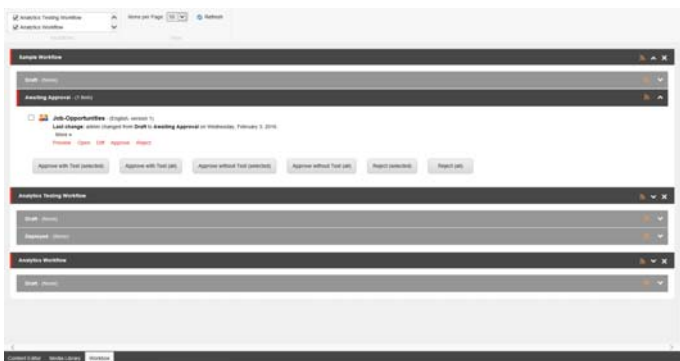 Analytics Testing Workflow
Analytics Workflow
Items per Page: 10
Refresh
Sample Workflow
Draft - (None)
Awaiting Approval - (1 item)
Job-Opportunities - (English, version 1)
Last change: admin changed from Draft to Awaiting Approval on Wednesday, February 3, 2016
More »
Preview Open Diff Approve Reject
Approve with Test (selected) Approve with Test (all) Approve without Test (selected) Approve without Test (all) Reject (selected) Reject (all)
Analytics Testing Workflow
Draft - (None)
Deployed - (None)
Analytics Workflow
Draft - (None)
Content Editor Media Library Workbox